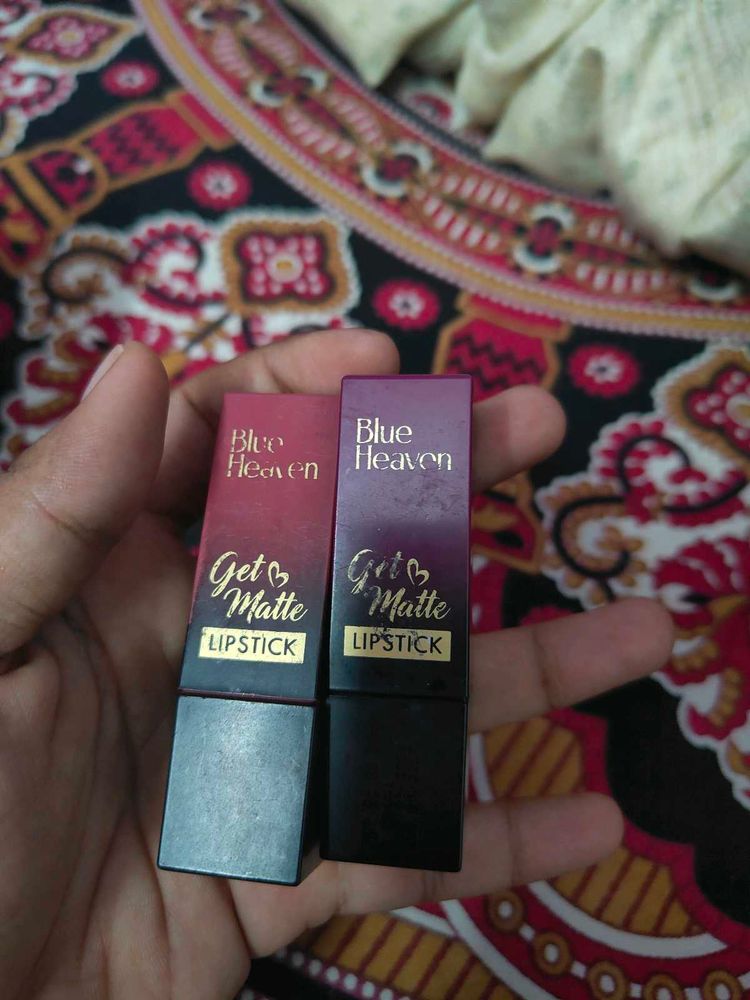 Blue
Heaven
Get
Matte
LIPSTICK
Blue
Heaven
Get
Matte
LIPSTICK